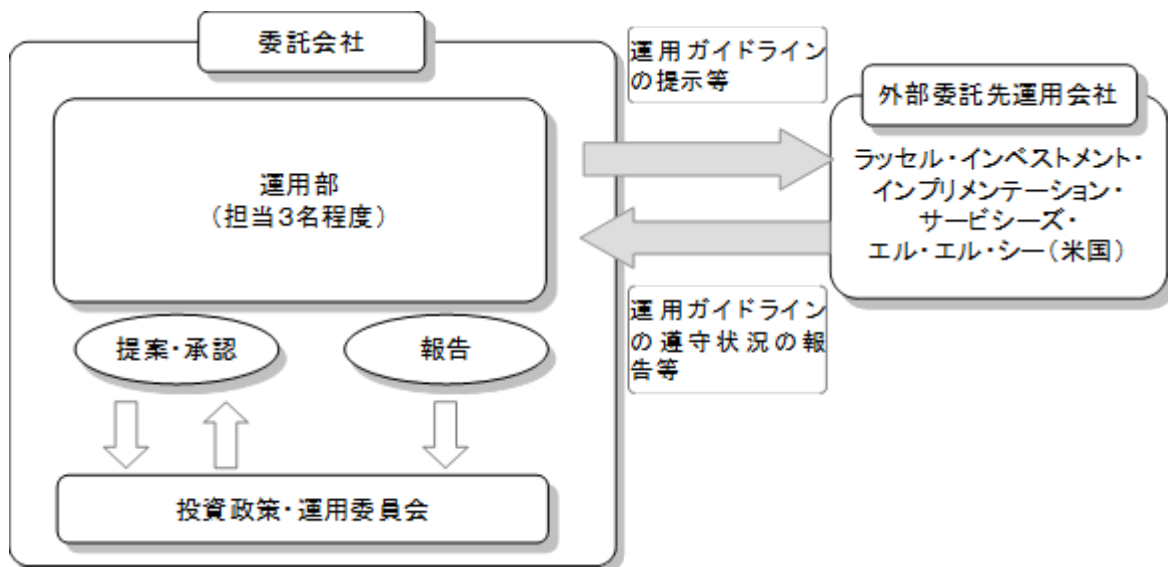 委託会社
運用部
（担当3名程度）
提案・承認
報告
投資政策・運用委員会
運用ガイドライン
の提示等
運用ガイドライン
の遵守状況の報
告等
外部委託先運用会社
ラッセル・インベストメント・
インプリメンテーション・
サービシーズ・
エル・エル・シー（米国）